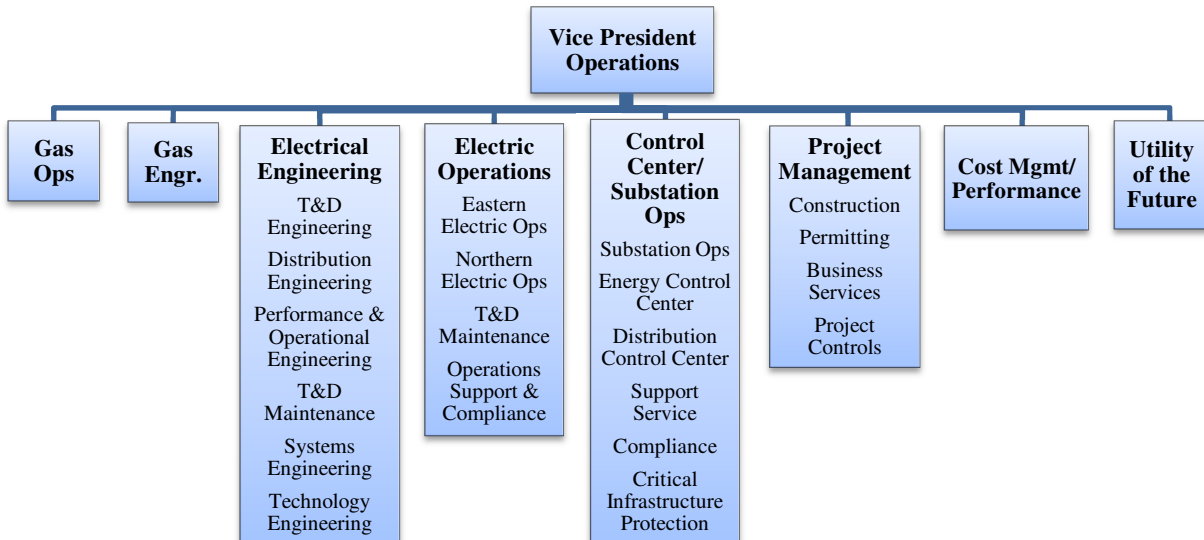 Vice President
Operations
Gas
Ops
Gas
Engr.
Electrical
Engineering
T&D
Engineering
Distribution
Engineering
Performance &
Operational
Engineering
T&D
Maintenance
Systems
Engineering
Technology
Engineering
Electric
Operations
Eastern
Electric Ops
Northern
Electric Ops
T&D
Maintenance
Operations
Support &
Compliance
Control
Center/
Substation
Ops
Substation Ops
Energy Control
Center
Distribution
Control Center
Support
Service
Compliance
Critical
Infrastructure
Protection
Project
Management
Construction
Permitting
Business
Services
Project
Controls
Cost Mgmt/
Performance
Utility
of the
Future